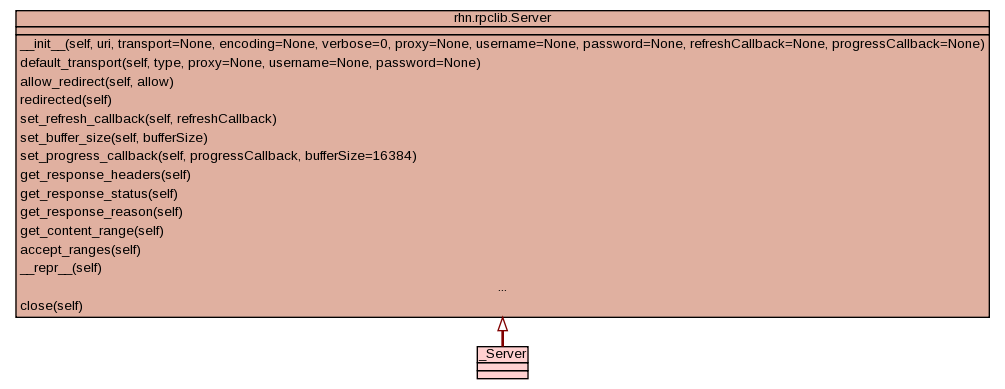 rhn.rpclib.Server
__init__(self, uri, transport=None, encoding=None, verbose=0, proxy=None, username=None, password=None, refreshCallback=None, progressCallback=None)
default_transport(self, type, proxy=None, username=None, password=None)
allow_redirect(self, allow)
redirected(self)
set_refresh_callback(self, refreshCallback)
set_buffer_size(self, bufferSize)
set_progress_callback(self, progressCallback, bufferSize=16384)
get_response_headers(self)
get_response_status(self)
get_response_reason(self)
get_content_range(self)
accept_ranges(self)
__repr__(self)
...
close(self)
_Server